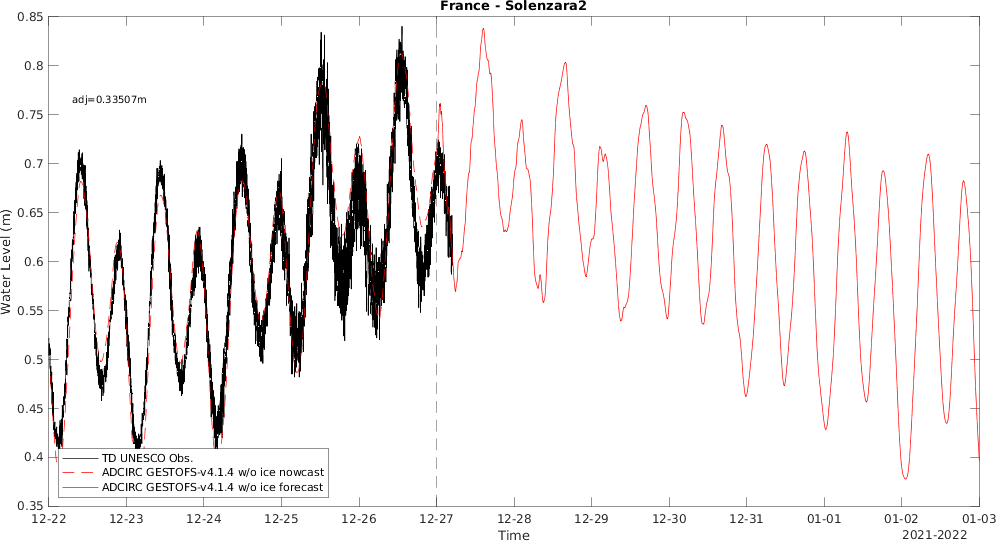 France - Solenzara2
0.85
0.8
0.75
0.7
0.65
0.6
0.55
0.5
0.45
0.4
0.35
Water Level (m)
adj=0.33507m
TD UNESCO Obs.
ADCIRC GESTOFS-v4.1.4 w/o ice nowcast
ADCIRC GESTOFS-v4.1.4 w/o ice forecast
12-22 12-23 12-24 12-25 12-26 12-27 12-28 12-29 12-30 12-31 01-01 01-02 01-03
Time
2021-2022